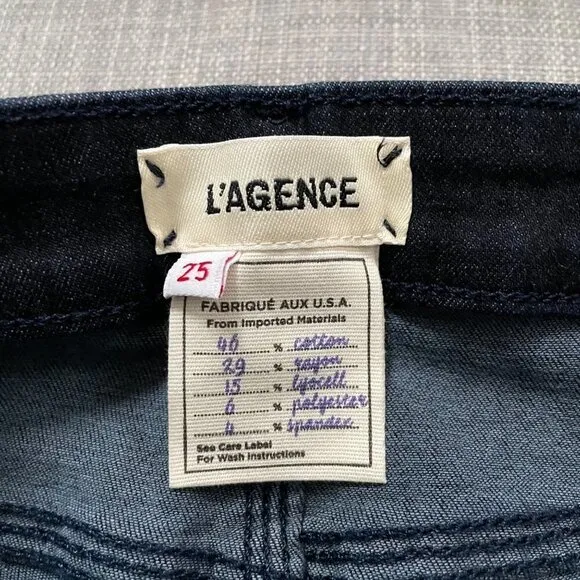 L'AGENCE
25
FABRIQUÉ AUX U.S.A.
From Imported Materials
46 % cotton
29 % rayon
15 % lyocell
6 % polyester
4 % spandex
See Care Label
For Wash Instructions